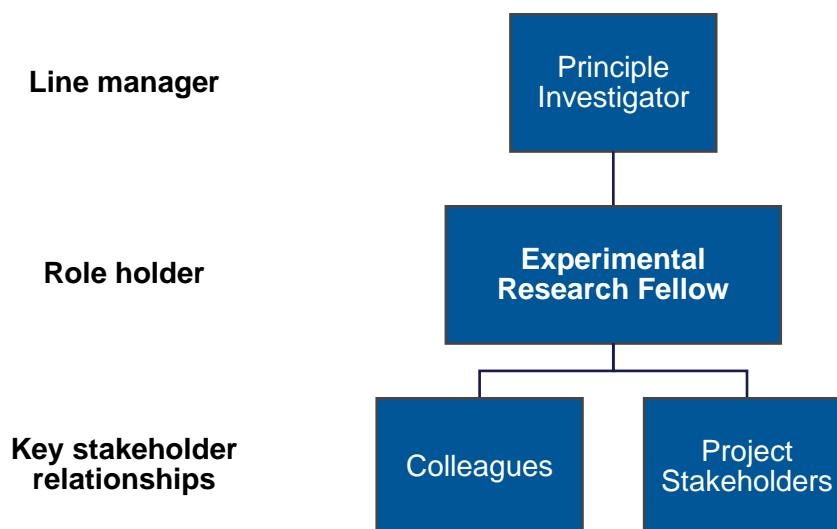 Line manager
Principle
Investigator
Role holder
Experimental
Research Fellow
Key stakeholder
relationships
Colleagues
Project
Stakeholders